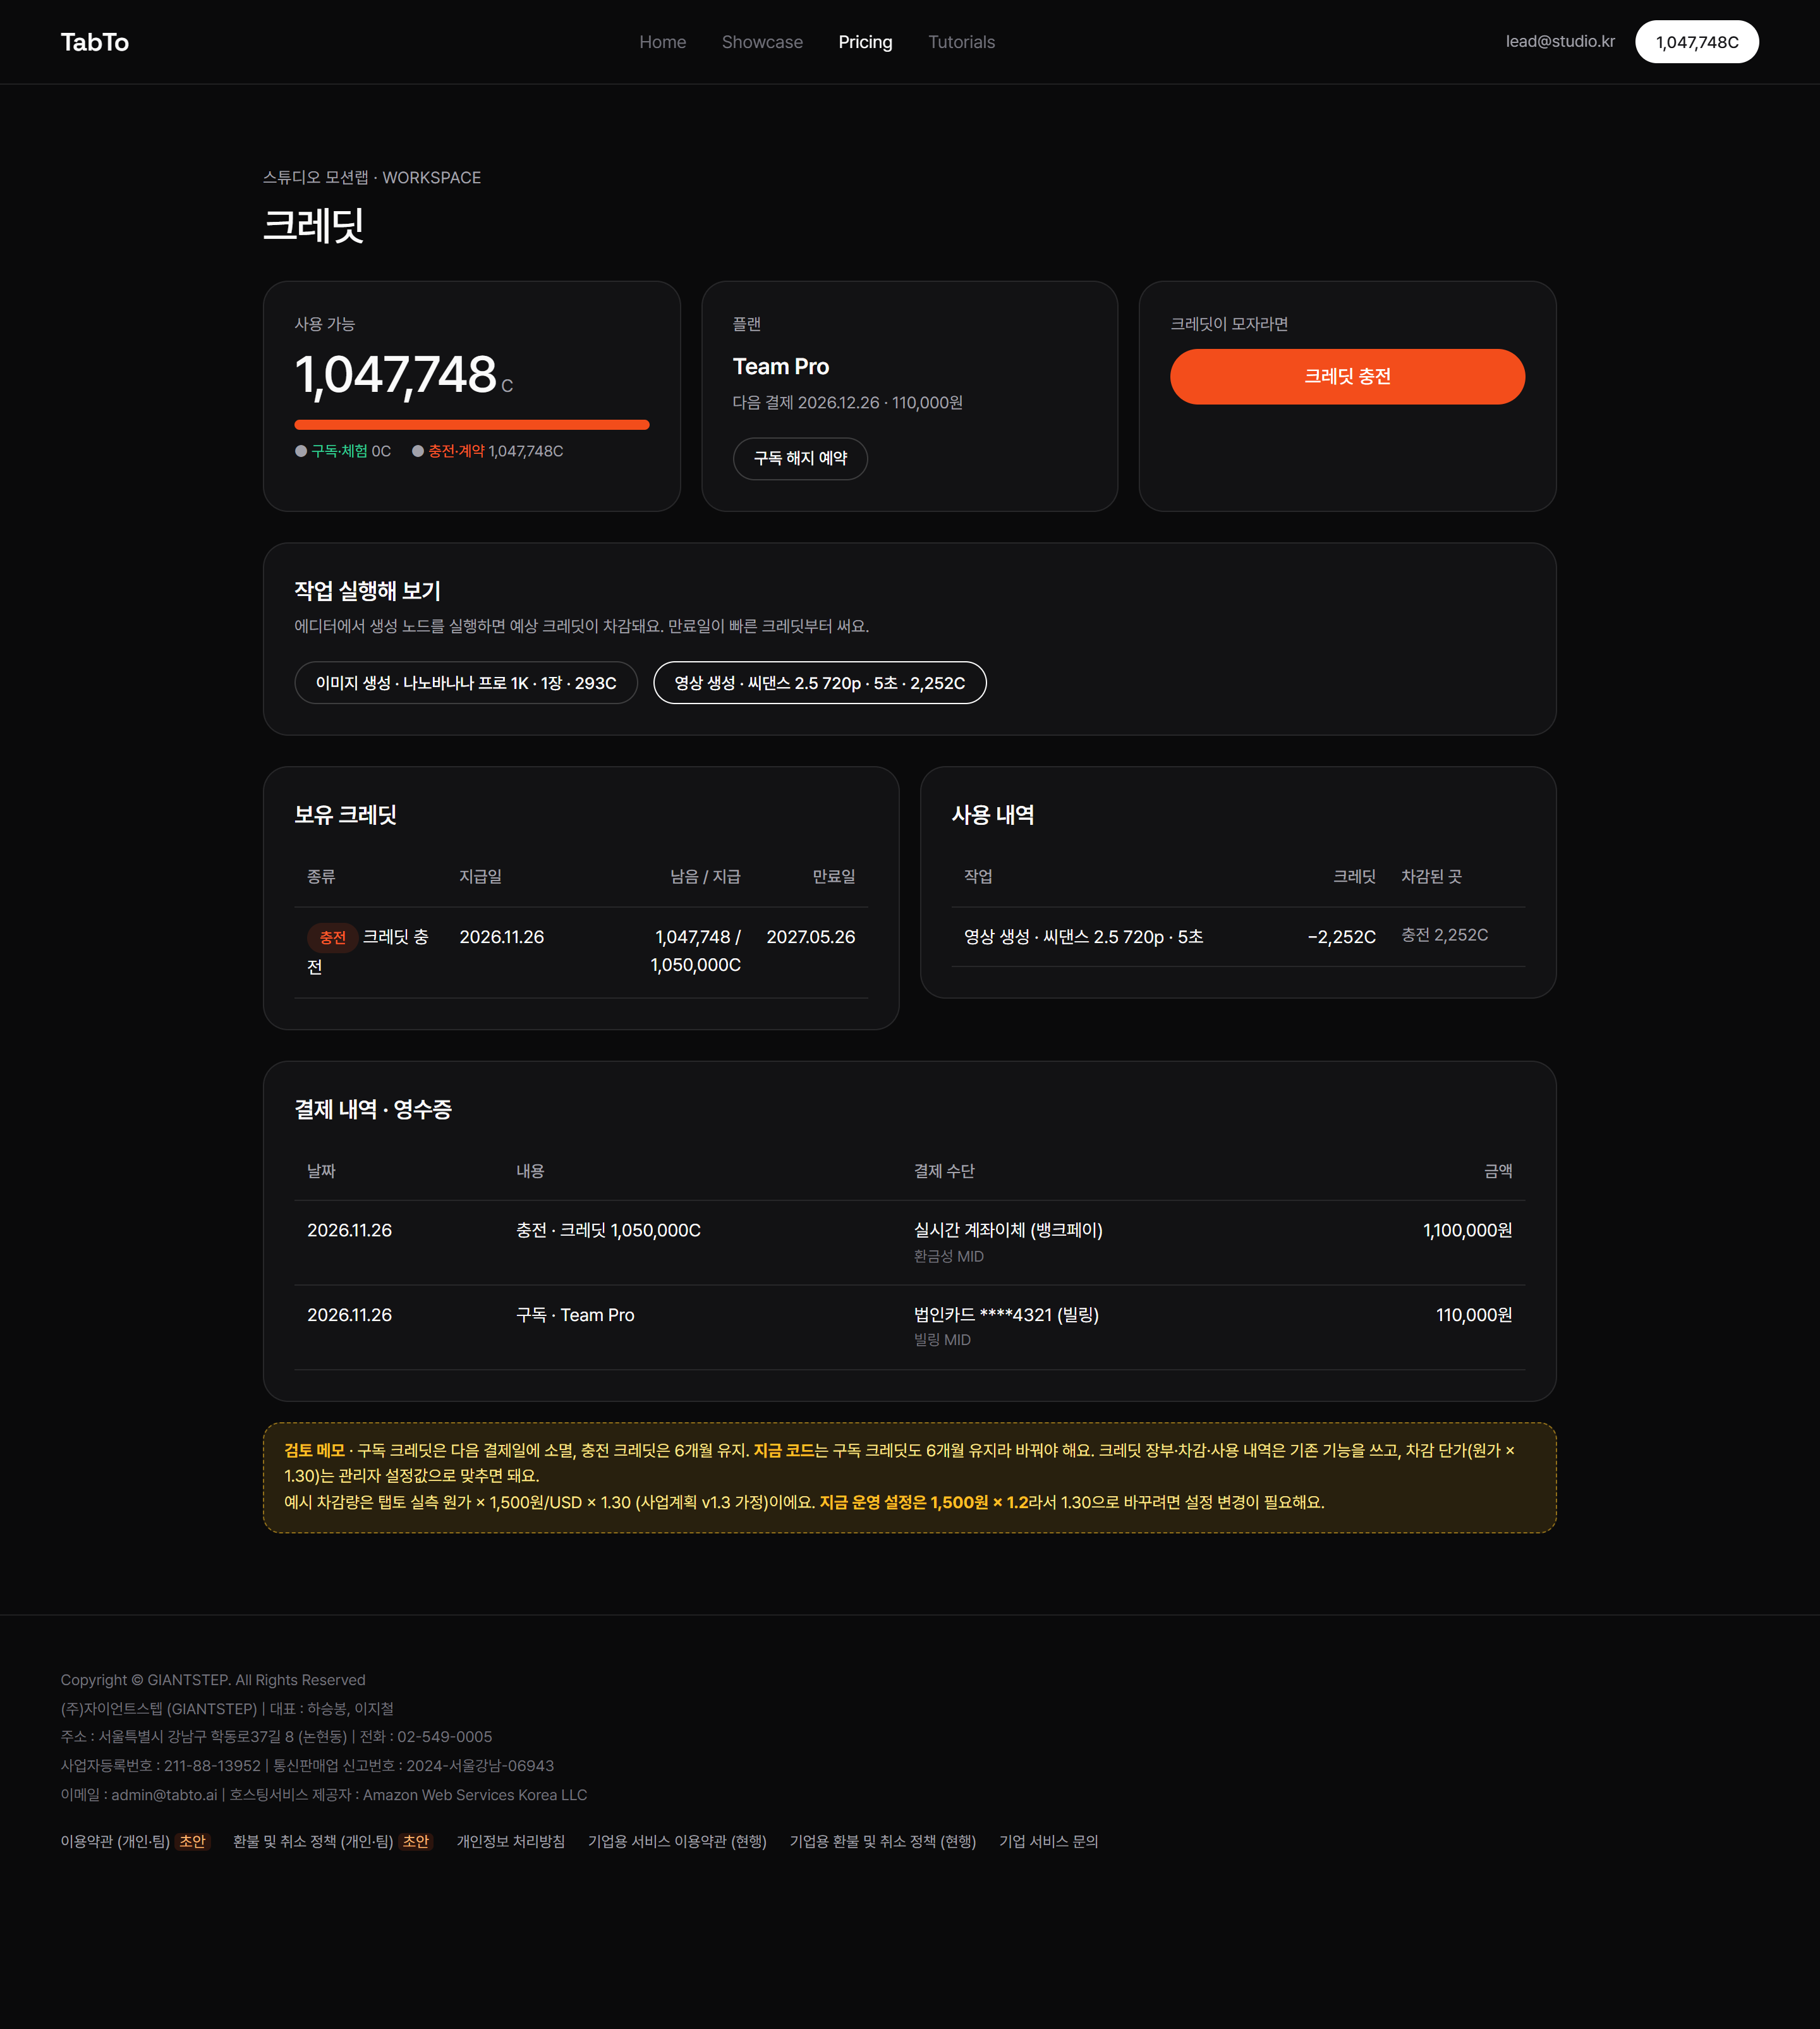 TabTo
Home Showcase Pricing Tutorials
lead@studio.kr 1,047,748C
스튜디오 모션랩 · WORKSPACE
크레딧
사용 가능
1,047,748 C
구독·체험 0C 충전·계약 1,047,748C
플랜
Team Pro
다음 결제 2026.12.26 · 110,000원
구독 해지 예약
크레딧이 모자라면
크레딧 충전
작업 실행해 보기
에디터에서 생성 노드를 실행하면 예상 크레딧이 차감돼요. 만료일이 빠른 크레딧부터 써요.
이미지 생성 · 나노바나나 프로 1K · 1장 · 293C 영상 생성 · 씨댄스 2.5 720p · 5초 · 2,252C
보유 크레딧
종류 지급일 남음 / 지급 만료일
충전 크레딧 충 2026.11.26 1,047,748 / 2027.05.26
전 1,050,000C
사용 내역
작업 크레딧 차감된 곳
영상 생성 · 씨댄스 2.5 720p · 5초 −2,252C 충전 2,252C
결제 내역 · 영수증
날짜 내용 결제 수단 금액
2026.11.26 충전 · 크레딧 1,050,000C 실시간 계좌이체 (뱅크페이) 1,100,000원
환금성 MID
2026.11.26 구독 · Team Pro 법인카드 ****4321 (빌링) 110,000원
빌링 MID
검토 메모 · 구독 크레딧은 다음 결제일에 소멸, 충전 크레딧은 6개월 유지. 지금 코드는 구독 크레딧도 6개월 유지라 바꿔야 해요. 크레딧 장부·차감·사용 내역은 기존 기능을 쓰고, 차감 단가(원가 ×
1.30)는 관리자 설정값으로 맞추면 돼요.
예시 차감량은 탭토 실측 원가 × 1,500원/USD × 1.30 (사업계획 v1.3 가정)이에요. 지금 운영 설정은 1,500원 × 1.2라서 1.30으로 바꾸려면 설정 변경이 필요해요.
Copyright © GIANTSTEP. All Rights Reserved
(주)자이언트스텝 (GIANTSTEP) | 대표 : 하승봉, 이지철
주소 : 서울특별시 강남구 학동로37길 8 (논현동) | 전화 : 02-549-0005
사업자등록번호 : 211-88-13952 | 통신판매업 신고번호 : 2024-서울강남-06943
이메일 : admin@tabto.ai | 호스팅서비스 제공자 : Amazon Web Services Korea LLC
이용약관 (개인·팀) 초안 환불 및 취소 정책 (개인·팀) 초안 개인정보 처리방침 기업용 서비스 이용약관 (현행) 기업용 환불 및 취소 정책 (현행) 기업 서비스 문의